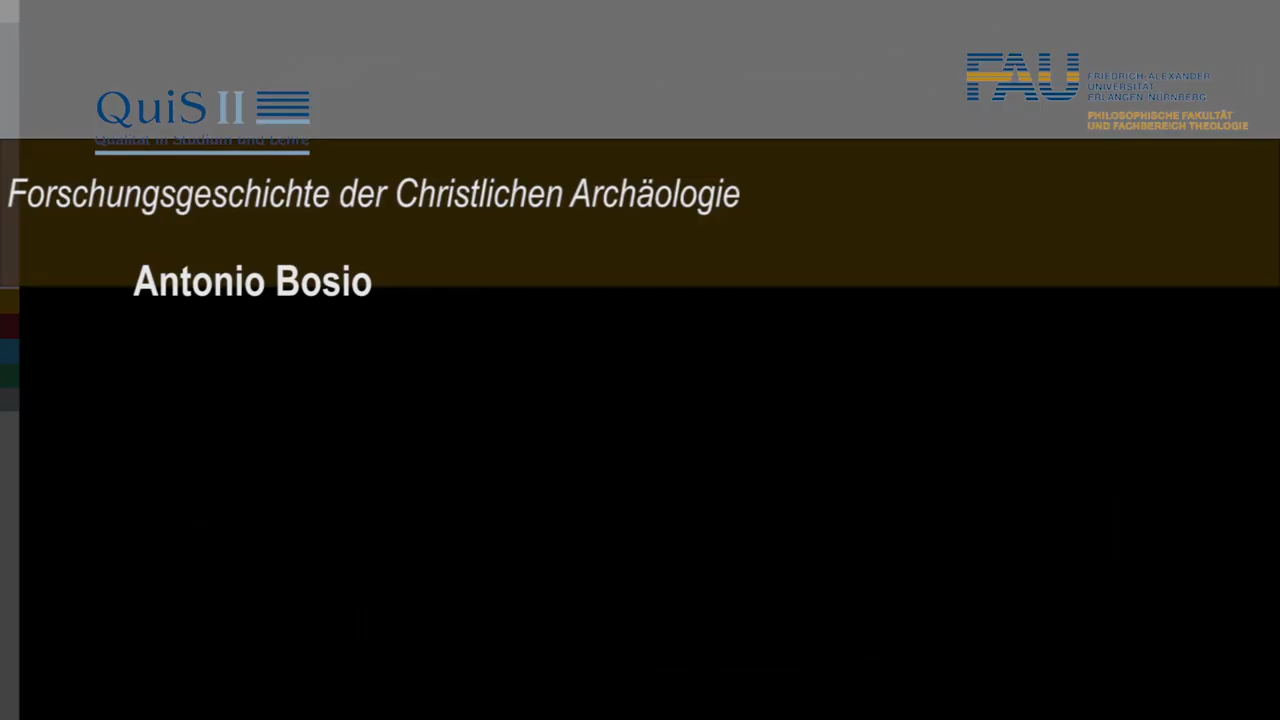 QuiS II
Qualität in Studium und Lehre
FAU
FRIEDRICH-ALEXANDER
UNIVERSITÄT
ERLANGEN-NÜRNBERG
PHILOSOPHISCHE FAKULTÄT
UND FACHBEREICH THEOLOGIE
Forschungsgeschichte der Christlichen Archäologie
Antonio Bosio